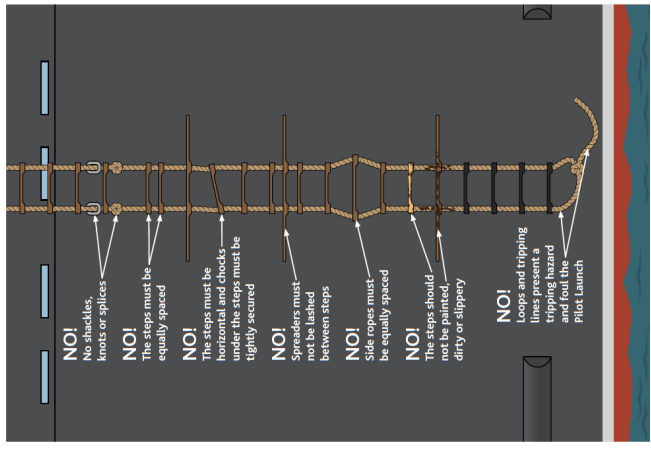 NO!
No shackles,
knots or splices
NO!
The steps must be
equally spaced
NO!
The steps must be
horizontal and chocks
under the steps must be
tightly secured
NO!
Spreaders must
not be lashed
between steps
NO!
Side ropes must
be equally spaced
NO!
The steps should
not be painted,
dirty or slippery
NO!
Loops and tripping
lines present a
tripping hazard
and foul the
Pilot Launch